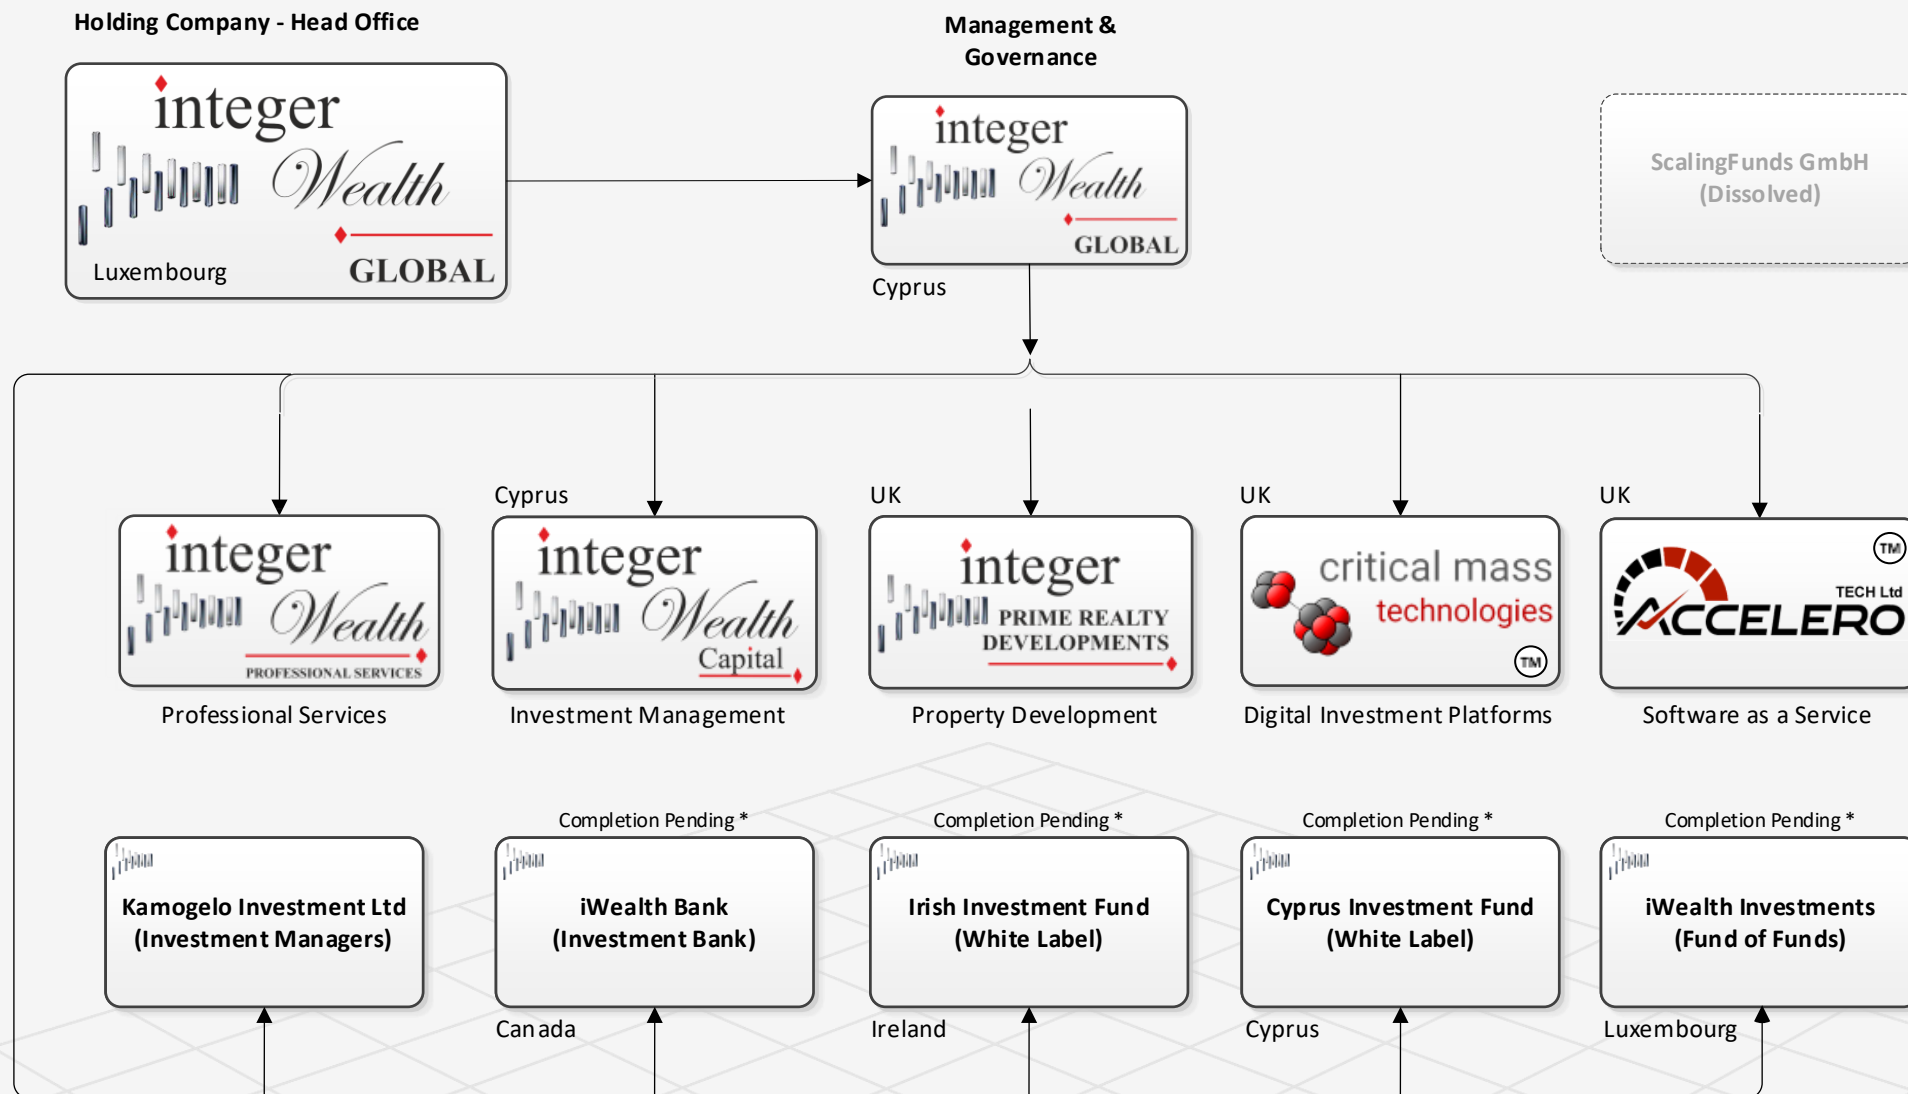 Holding Company - Head Office
Management &
Governance
integer
Wealth
GLOBAL
Luxembourg
integer
Wealth
GLOBAL
Cyprus
ScalingFunds GmbH
(Dissolved)
integer
Wealth
PROFESSIONAL SERVICES
Professional Services
Cyprus
integer
Wealth
Capital
Investment Management
UK
integer
PRIME REALTY
DEVELOPMENTS
Property Development
UK
critical mass
technologies
TM
Digital Investment Platforms
UK
TM
TECH Ltd
ACCELERO
Software as a Service
Kamogelo Investment Ltd
(Investment Managers)
Completion Pending *
iWealth Bank
(Investment Bank)
Canada
Completion Pending *
Irish Investment Fund
(White Label)
Ireland
Completion Pending *
Cyprus Investment Fund
(White Label)
Cyprus
Completion Pending *
iWealth Investments
(Fund of Funds)
Luxembourg